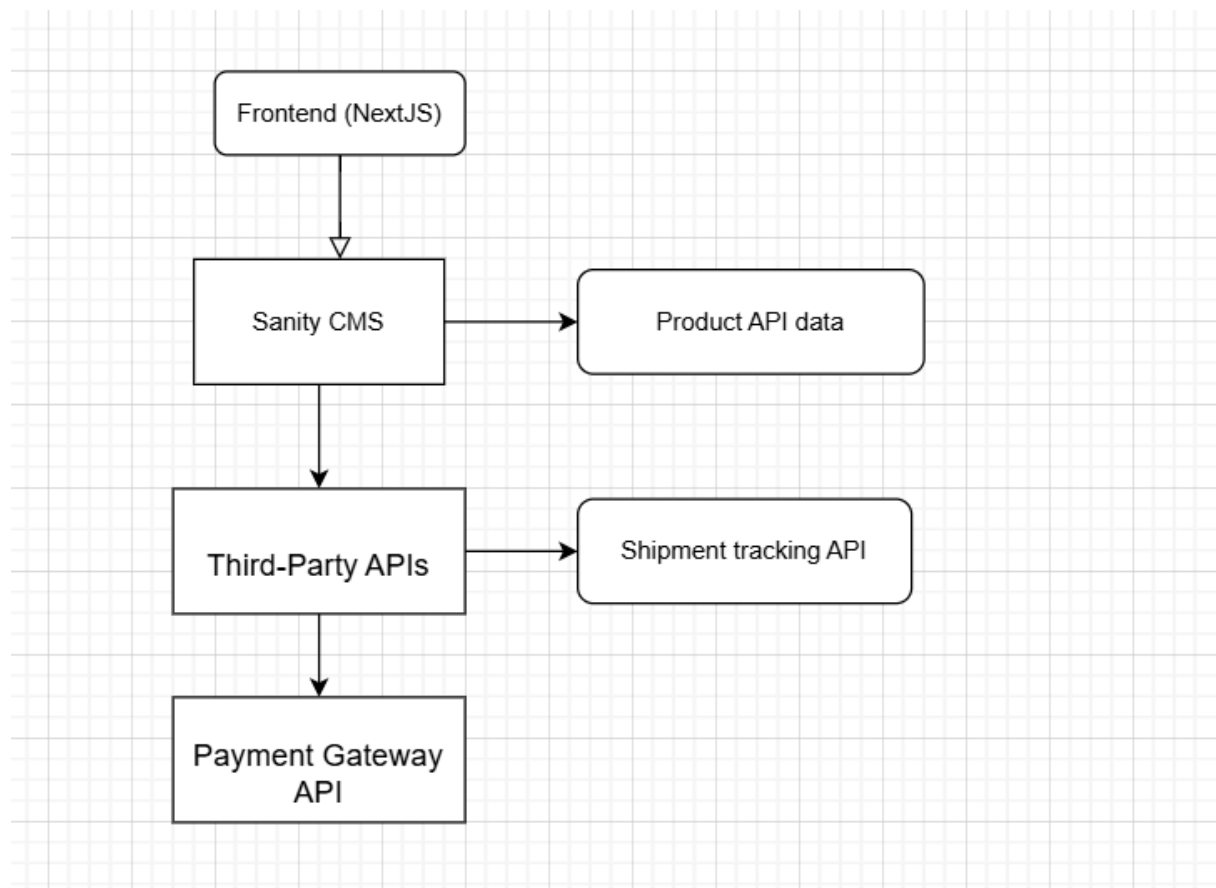 Frontend (NextJS)
Sanity CMS
Product API data
Third-Party APIs
Shipment tracking API
Payment Gateway
API